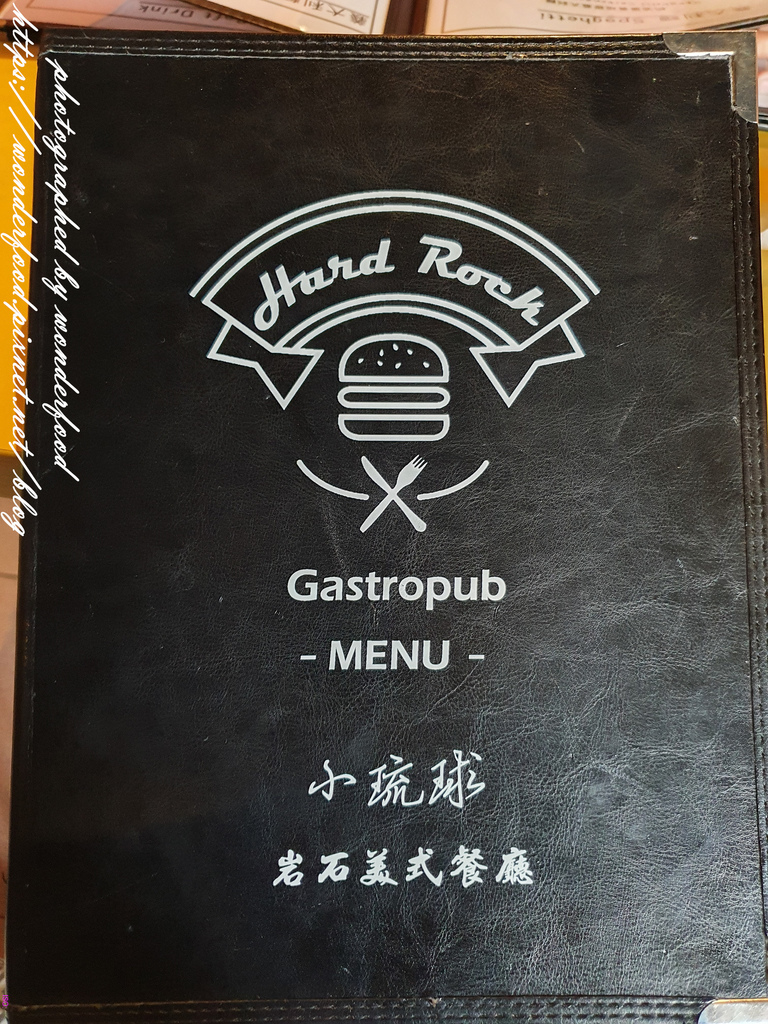 Hard Rock
Gastropub
- MENU -
小琉球
岩石美式餐廳
photographed by wonderfood
https://wonderfood.pixnet.net/blog
Spaghetti